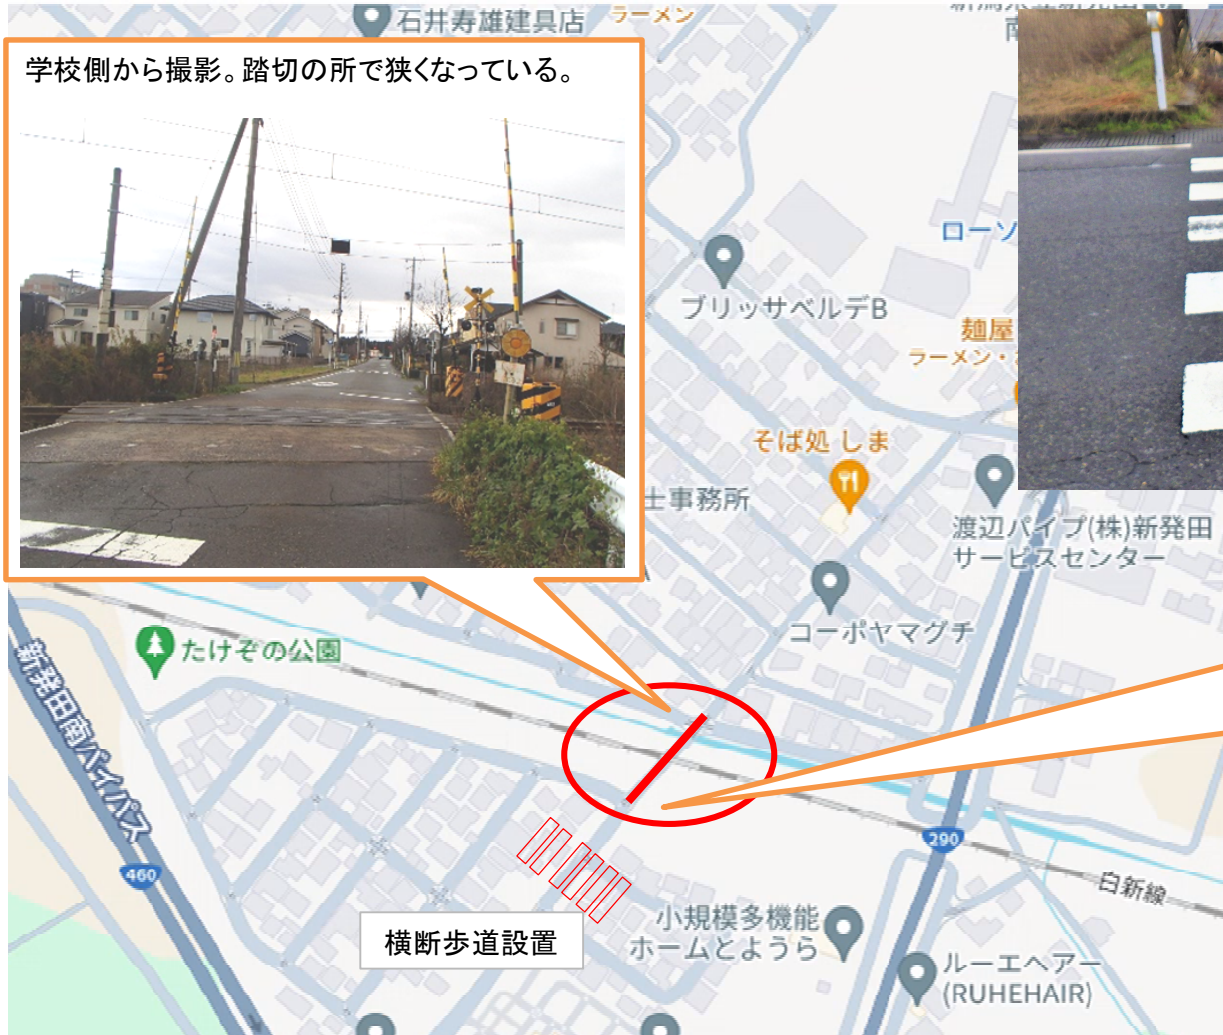 石井寿雄建具店
ラーメン
学校側から撮影。踏切の所で狭くなっている。
ローソ
ブリッサベルデB
麺屋
ラーメン・
そば処 しま
士事務所
渡辺パイプ(株)新発田
サービスセンター
コーポヤマグチ
たけぞの公園
新発田南バイパス
460
290
白新線
小規模多機能
ホームとようら
横断歩道設置
ルーエヘアー
(RUHEHAIR)